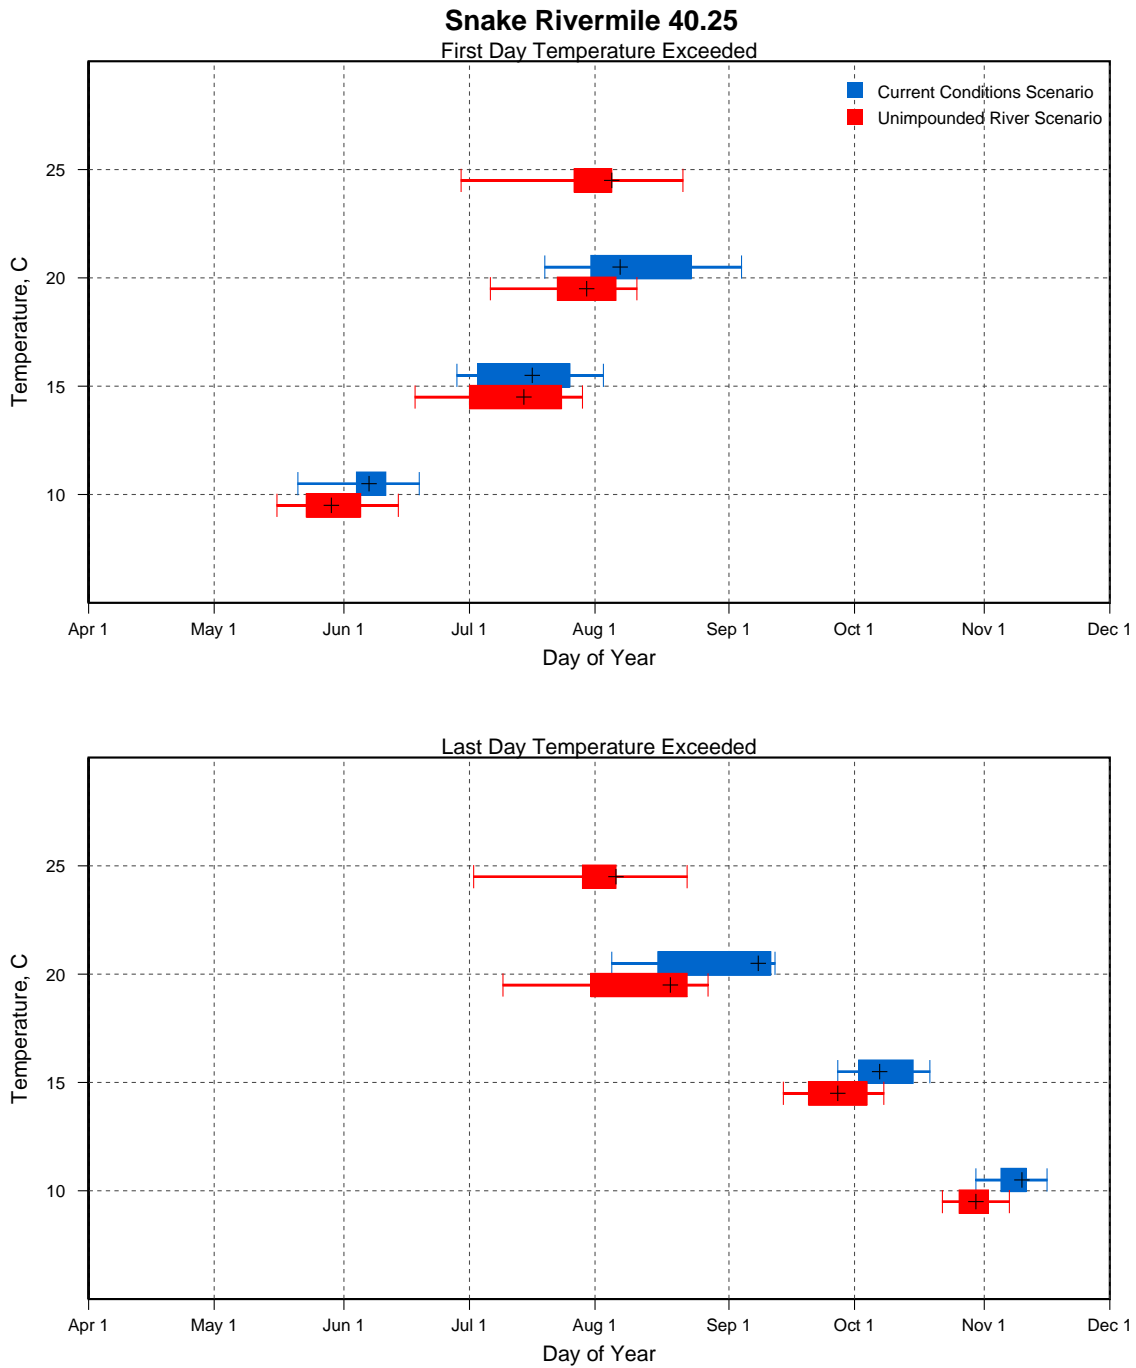 Snake Rivermile 40.25
First Day Temperature Exceeded
Current Conditions Scenario
Unimpounded River Scenario
25
20
15
10
Temperature, C
Apr 1 May 1 Jun 1 Jul 1 Aug 1 Sep 1 Oct 1 Nov 1 Dec 1
Day of Year
Last Day Temperature Exceeded
25
20
15
10
Temperature, C
Apr 1 May 1 Jun 1 Jul 1 Aug 1 Sep 1 Oct 1 Nov 1 Dec 1
Day of Year